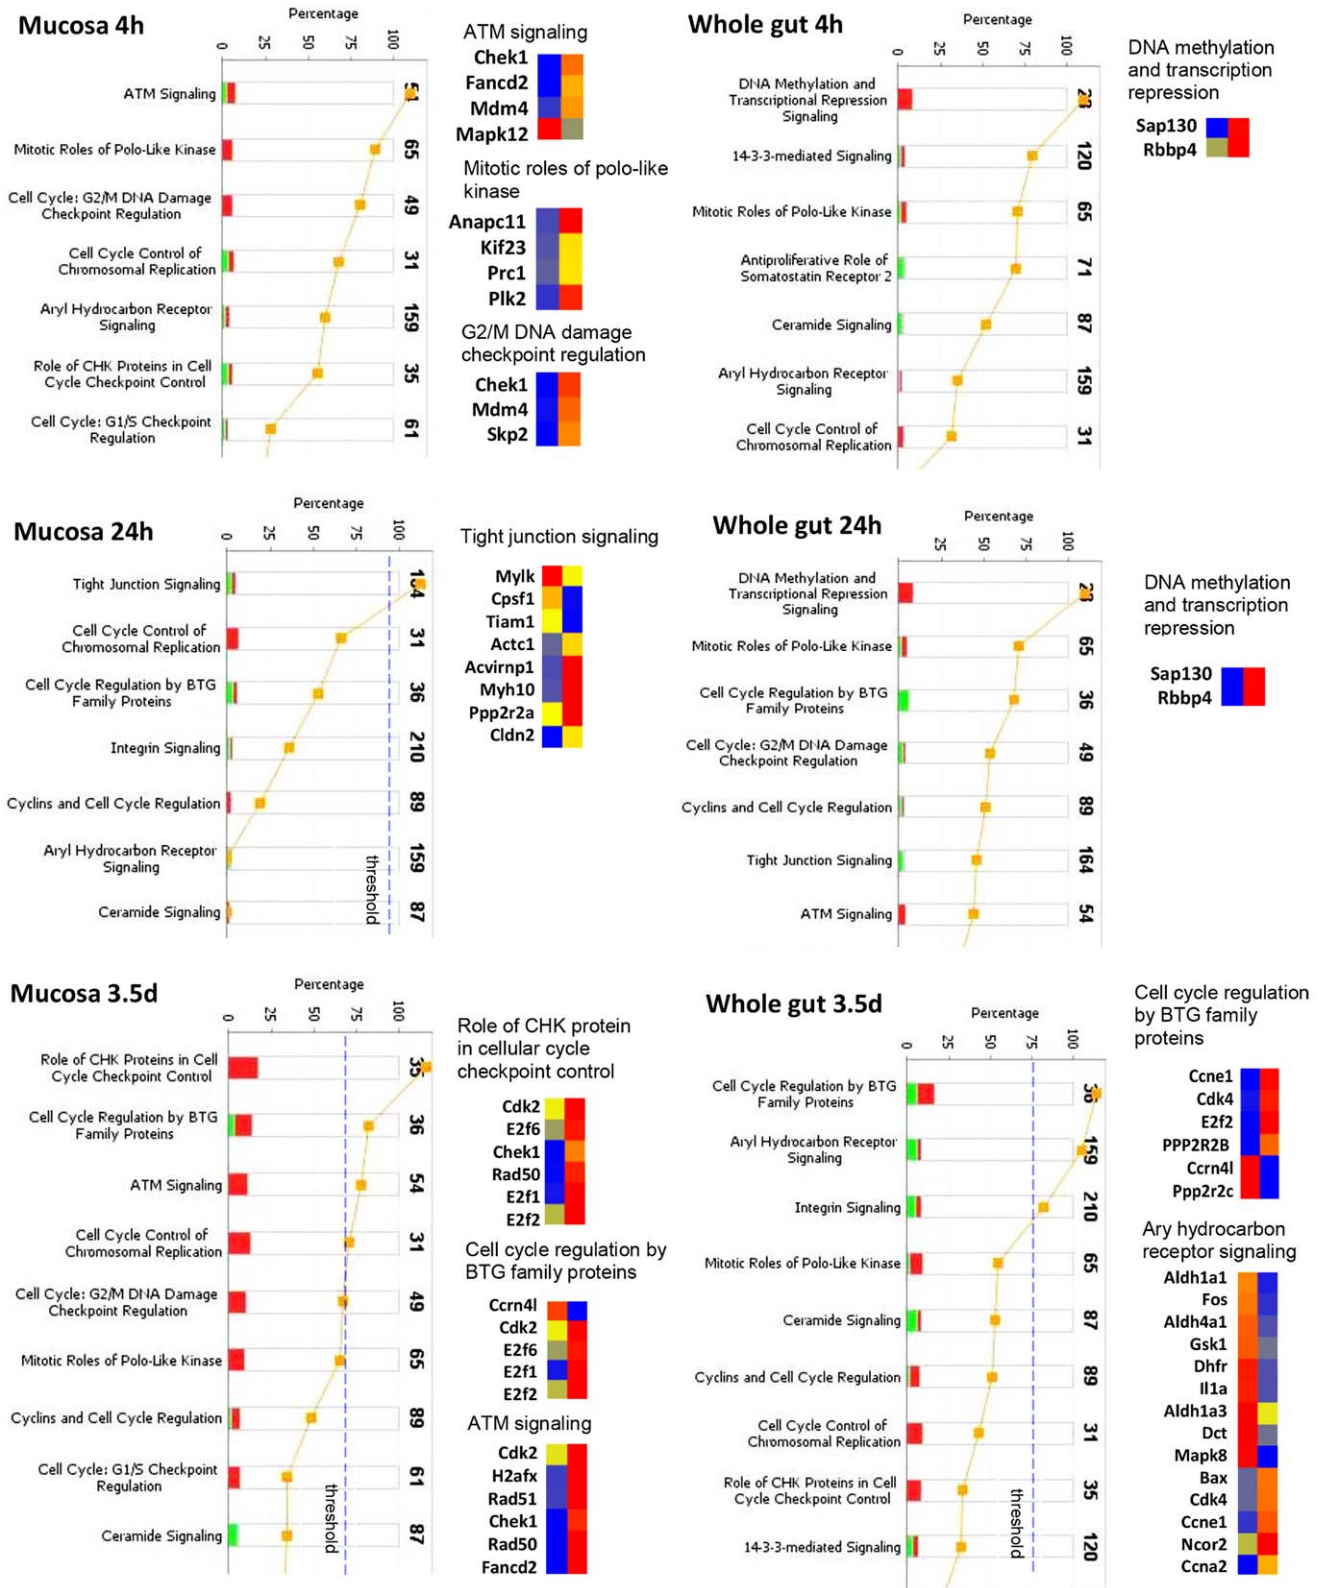 Mucosa 4h
Percentage
0
25
50
75
100
ATM Signaling
Mitotic Roles of Polo-Like Kinase
65
Cell Cycle: G2/M DNA Damage
Checkpoint Regulation
49
Cell Cycle Control of
Chromosomal Replication
31
Aryl Hydrocarbon Receptor
Signaling
159
Role of CHK Proteins in Cell
Cycle Checkpoint Control
35
Cell Cycle: G1/S Checkpoint
Regulation
61
ATM signaling
Chek1
Fancd2
Mdm4
Mapk12
Mitotic roles of polo-like
kinase
Anapc11
Kif23
Prc1
Plk2
G2/M DNA damage
checkpoint regulation
Chek1
Mdm4
Skp2
Whole gut 4h
Percentage
0
25
50
75
100
DNA Methylation and
Transcriptional Repression
Signaling
14-3-3-mediated Signaling
120
Mitotic Roles of Polo-Like Kinase
65
Antiproliferative Role of
Somatostatin Receptor 2
71
Ceramide Signaling
87
Aryl Hydrocarbon Receptor
Signaling
159
Cell Cycle Control of
Chromosomal Replication
31
DNA methylation
and transcription
repression
Sap130
Rbbp4
Mucosa 24h
Percentage
0
25
50
75
100
Tight Junction Signaling
Cell Cycle Control of
Chromosomal Replication
31
Cell Cycle Regulation by BTG
Family Proteins
36
Integrin Signaling
210
Cyclins and Cell Cycle Regulation
89
Aryl Hydrocarbon Receptor
Signaling
159
Ceramide Signaling
87
threshold
Tight junction signaling
Mylk
Cpsf1
Tiam1
Actc1
Acvirnp1
Myh10
Ppp2r2a
Cldn2
Whole gut 24h
Percentage
0
25
50
75
100
DNA Methylation and
Transcriptional Repression
Signaling
Mitotic Roles of Polo-Like Kinase
65
Cell Cycle Regulation by BTG
Family Proteins
36
Cell Cycle: G2/M DNA Damage
Checkpoint Regulation
49
Cyclins and Cell Cycle Regulation
89
Tight Junction Signaling
164
ATM Signaling
54
DNA methylation
and transcription
repression
Sap130
Rbbp4
Mucosa 3.5d
Percentage
0
25
50
75
100
Role of CHK Proteins in Cell
Cycle Checkpoint Control
35
Cell Cycle Regulation by BTG
Family Proteins
36
ATM Signaling
54
Cell Cycle Control of
Chromosomal Replication
31
Cell Cycle: G2/M DNA Damage
Checkpoint Regulation
49
Mitotic Roles of Polo-Like Kinase
65
Cyclins and Cell Cycle Regulation
89
Cell Cycle: G1/S Checkpoint
Regulation
61
Ceramide Signaling
87
threshold
Role of CHK protein
in cellular cycle
checkpoint control
Cdk2
E2f6
Chek1
Rad50
E2f1
E2f2
Cell cycle regulation by
BTG family proteins
Ccrn4l
Cdk2
E2f6
E2f1
E2f2
ATM signaling
Cdk2
H2afx
Rad51
Chek1
Rad50
Fancd2
Whole gut 3.5d
Percentage
0
25
50
75
100
Cell Cycle Regulation by BTG
Family Proteins
Aryl Hydrocarbon Receptor
Signaling
159
Integrin Signaling
210
Mitotic Roles of Polo-Like Kinase
65
Ceramide Signaling
87
Cyclins and Cell Cycle Regulation
89
Cell Cycle Control of
Chromosomal Replication
31
Role of CHK Proteins in Cell
Cycle Checkpoint Control
35
14-3-3-mediated Signaling
120
threshold
Cell cycle regulation
by BTG family
proteins
Ccne1
Cdk4
E2f2
PPP2R2B
Ccrn4l
Ppp2r2c
Ary hydrocarbon
receptor signaling
Aldh1a1
Fos
Aldh4a1
Gsk1
Dhfr
Il1a
Aldh1a3
Dct
Mapk8
Bax
Cdk4
Ccne1
Ncor2
Ccna2